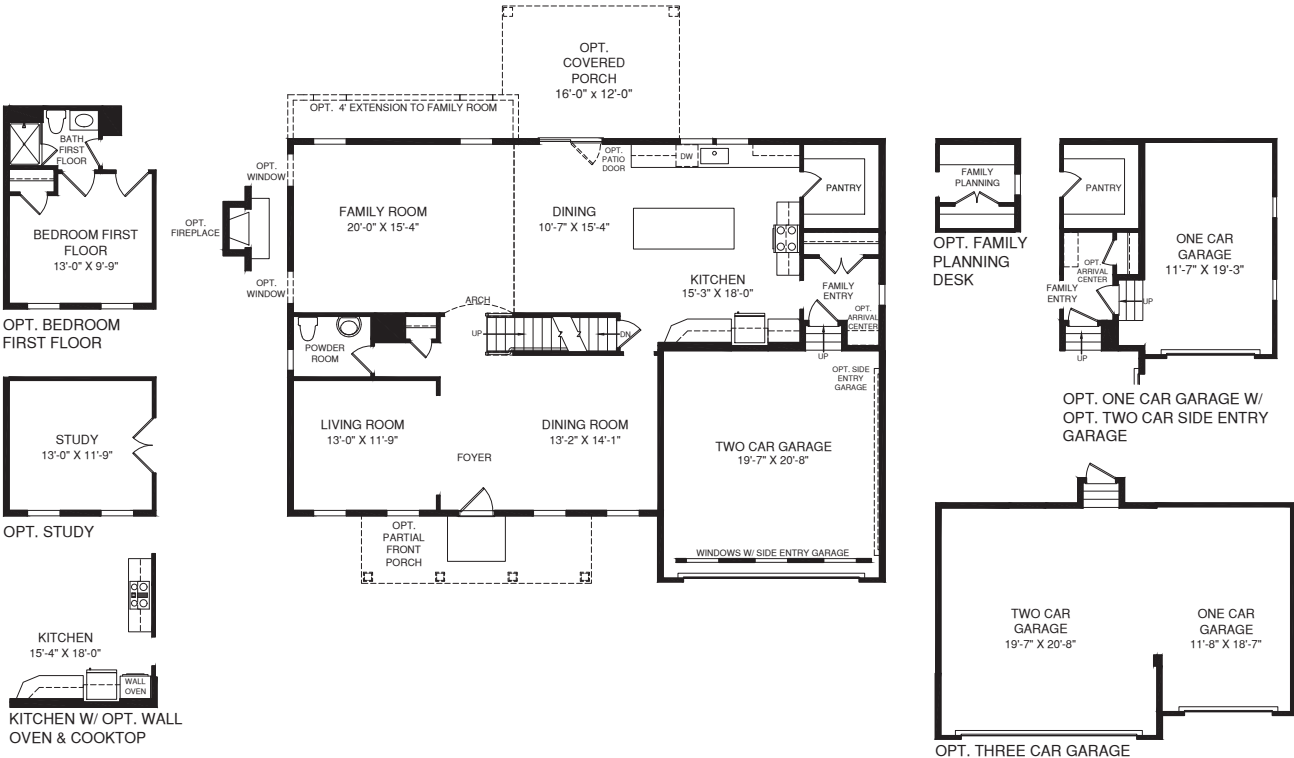 BATH
FIRST
FLOOR
BEDROOM FIRST
FLOOR
13'-0" X 9'-9"
OPT. BEDROOM
FIRST FLOOR
STUDY
13'-0" X 11'-9"
OPT. STUDY
KITCHEN
15'-4" X 18'-0"
WALL
OVEN
KITCHEN W/ OPT. WALL
OVEN & COOKTOP
OPT.
COVERED
PORCH
16'-0" x 12'-0"
OPT. 4' EXTENSION TO FAMILY ROOM
OPT.
WINDOW
OPT.
FIREPLACE
OPT.
WINDOW
FAMILY ROOM
20'-0" X 15'-4"
OPT.
PATIO
DOOR
DW
DINING
10'-7" X 15'-4"
PANTRY
KITCHEN
15'-3" X 18'-0"
FAMILY
ENTRY
OPT.
ARRIVAL
CENTER
ARCH
UP
DN
UP
POWDER
ROOM
LIVING ROOM
13'-0" X 11'-9"
FOYER
DINING ROOM
13'-2" X 14'-1"
OPT. SIDE
ENTRY
GARAGE
TWO CAR GARAGE
19'-7" X 20'-8"
WINDOWS W/ SIDE ENTRY GARAGE
OPT.
PARTIAL
FRONT
PORCH
FAMILY
PLANNING
OPT. FAMILY
PLANNING
DESK
PANTRY
ONE CAR
GARAGE
11'-7" X 19'-3"
OPT.
ARRIVAL
CENTER
FAMILY
ENTRY
UP
UP
OPT. ONE CAR GARAGE W/
OPT. TWO CAR SIDE ENTRY
GARAGE
TWO CAR
GARAGE
19'-7" X 20'-8"
ONE CAR
GARAGE
11'-8" X 18'-7"
OPT. THREE CAR GARAGE